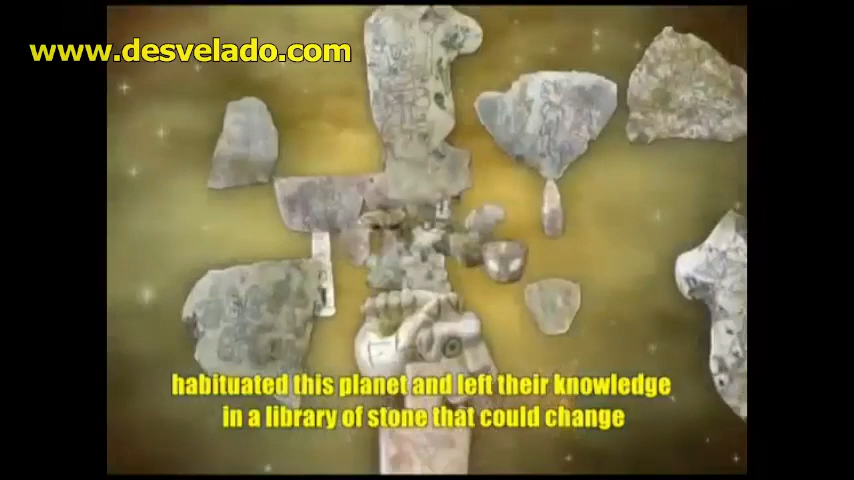 www.desvelado.com
habituated this planet and left their knowledge
in a library of stone that could change